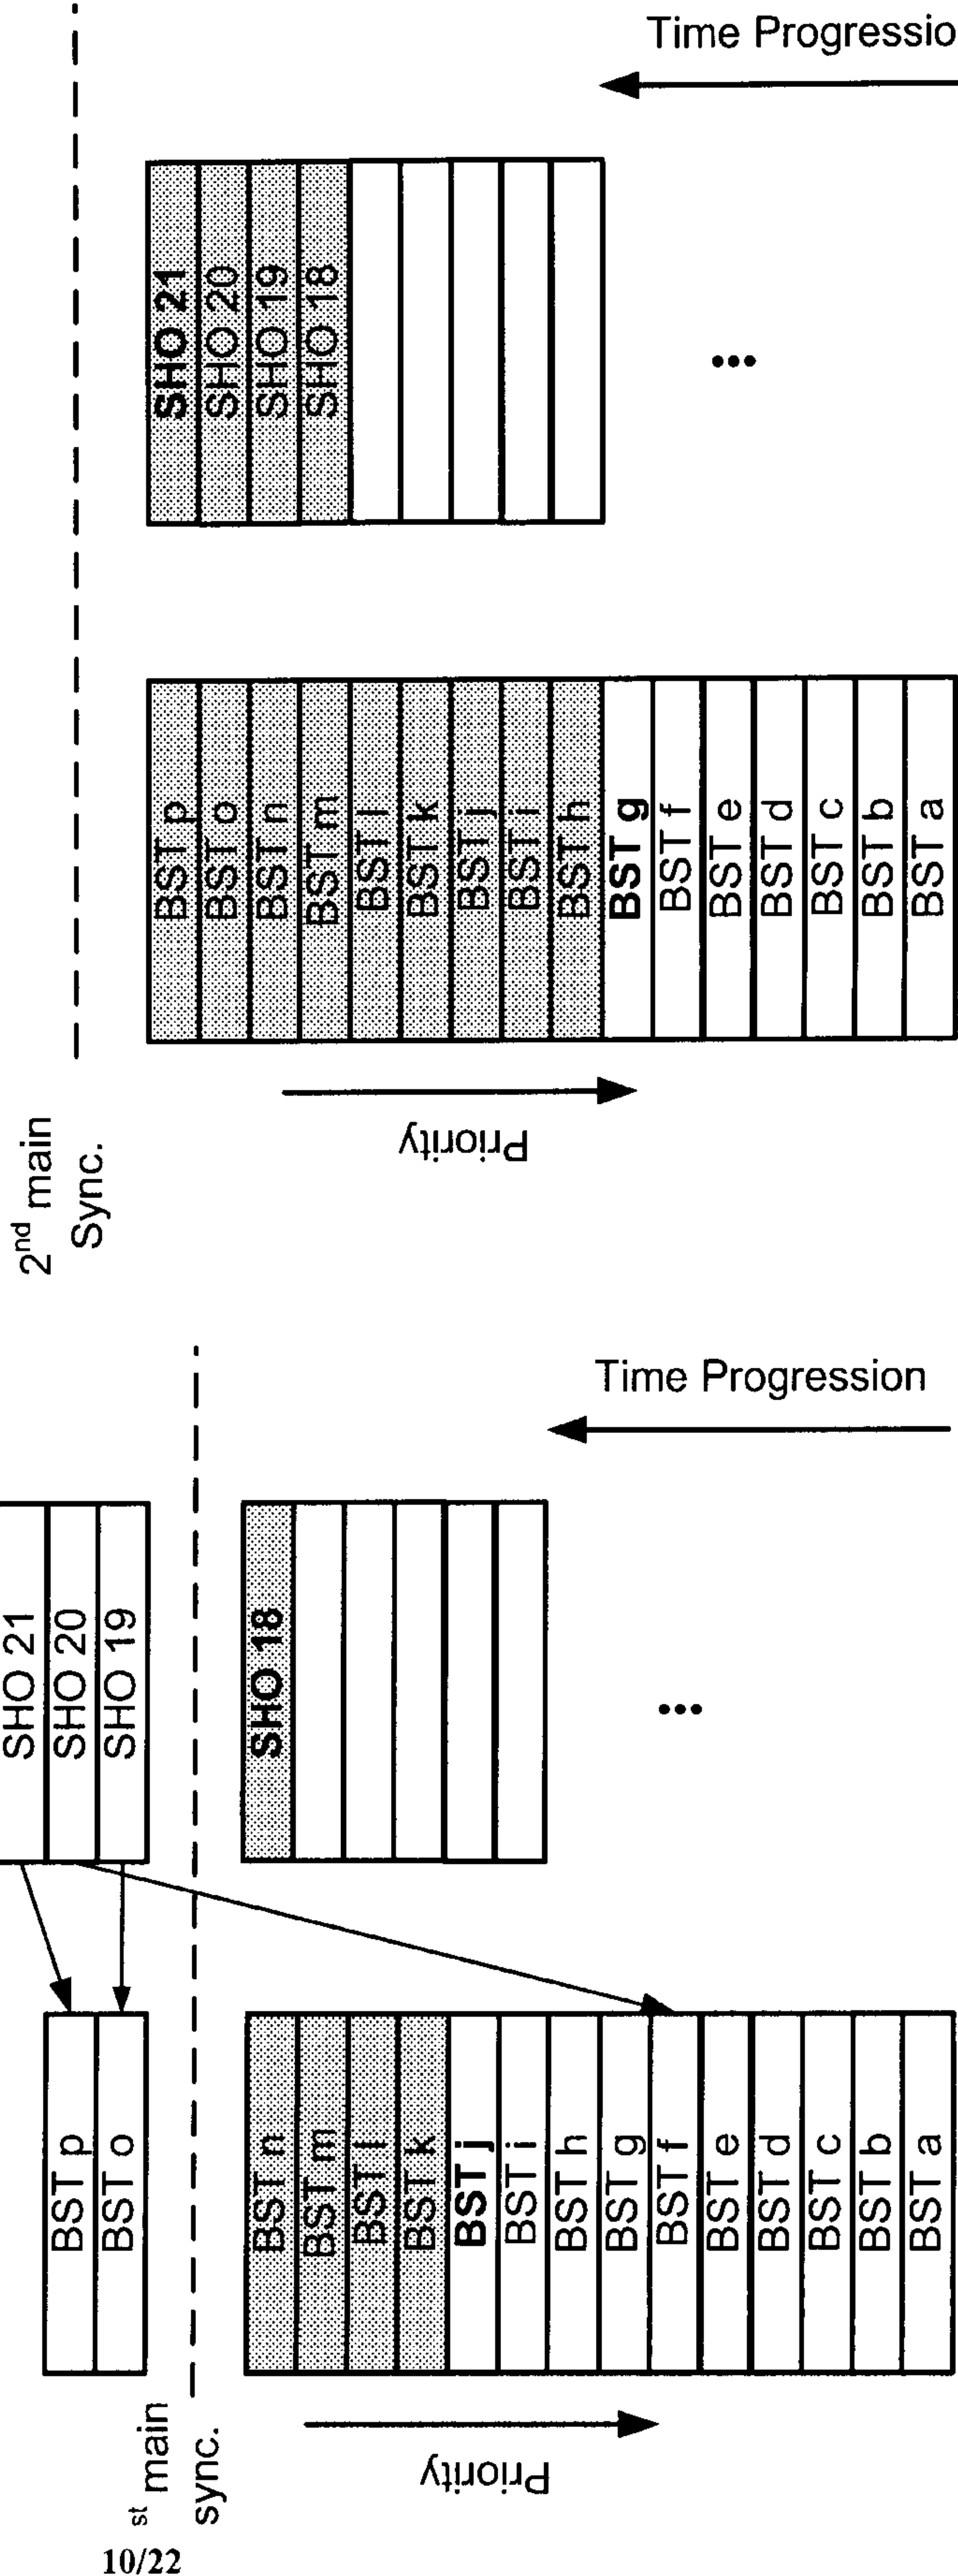 10/22
st main
sync.
Priority
BST p
BST o
BST n
BST m
BST l
BST k
BST j
BST i
BST h
BST g
BST f
BST e
BST d
BST c
BST b
BST a
SHO 21
SHO 20
SHO 19
SHO 18
...
Time Progression
2nd main
Sync.
Priority
BST p
BST o
BST n
BST m
BST l
BST k
BST j
BST i
BST h
BST g
BST f
BST e
BST d
BST c
BST b
BST a
SHO 21
SHO 20
SHO 19
SHO 18
...
Time Progressio